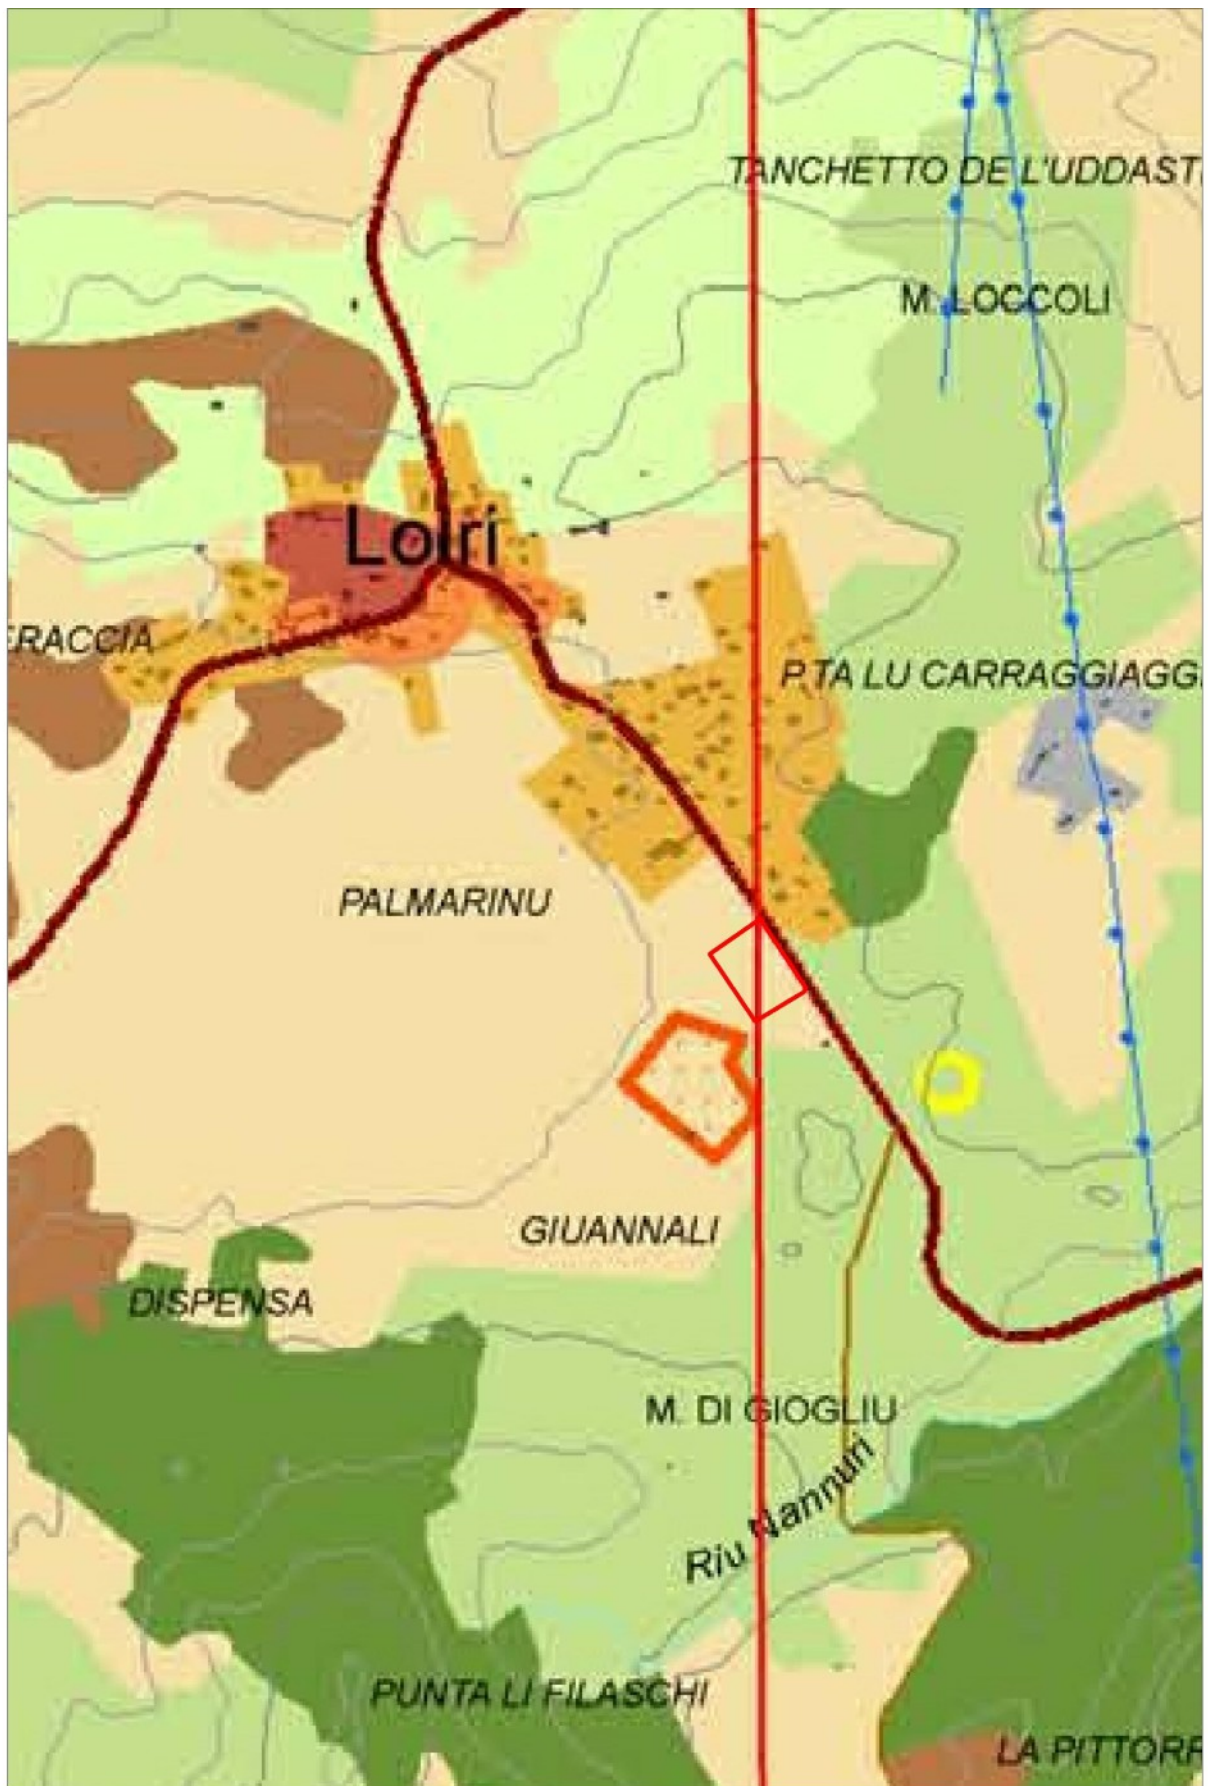 TANCHETTO DE L'UDDAST
M. LOCCOLI
Loiri
ERACCIA
P.TA LU CARRAGGIAGG
PALMARINU
GIUANNALI
DISPENSA
M. DI GIOGLIU
Riu Nannuri
PUNTA LI FILASCHI
LA PITTORR